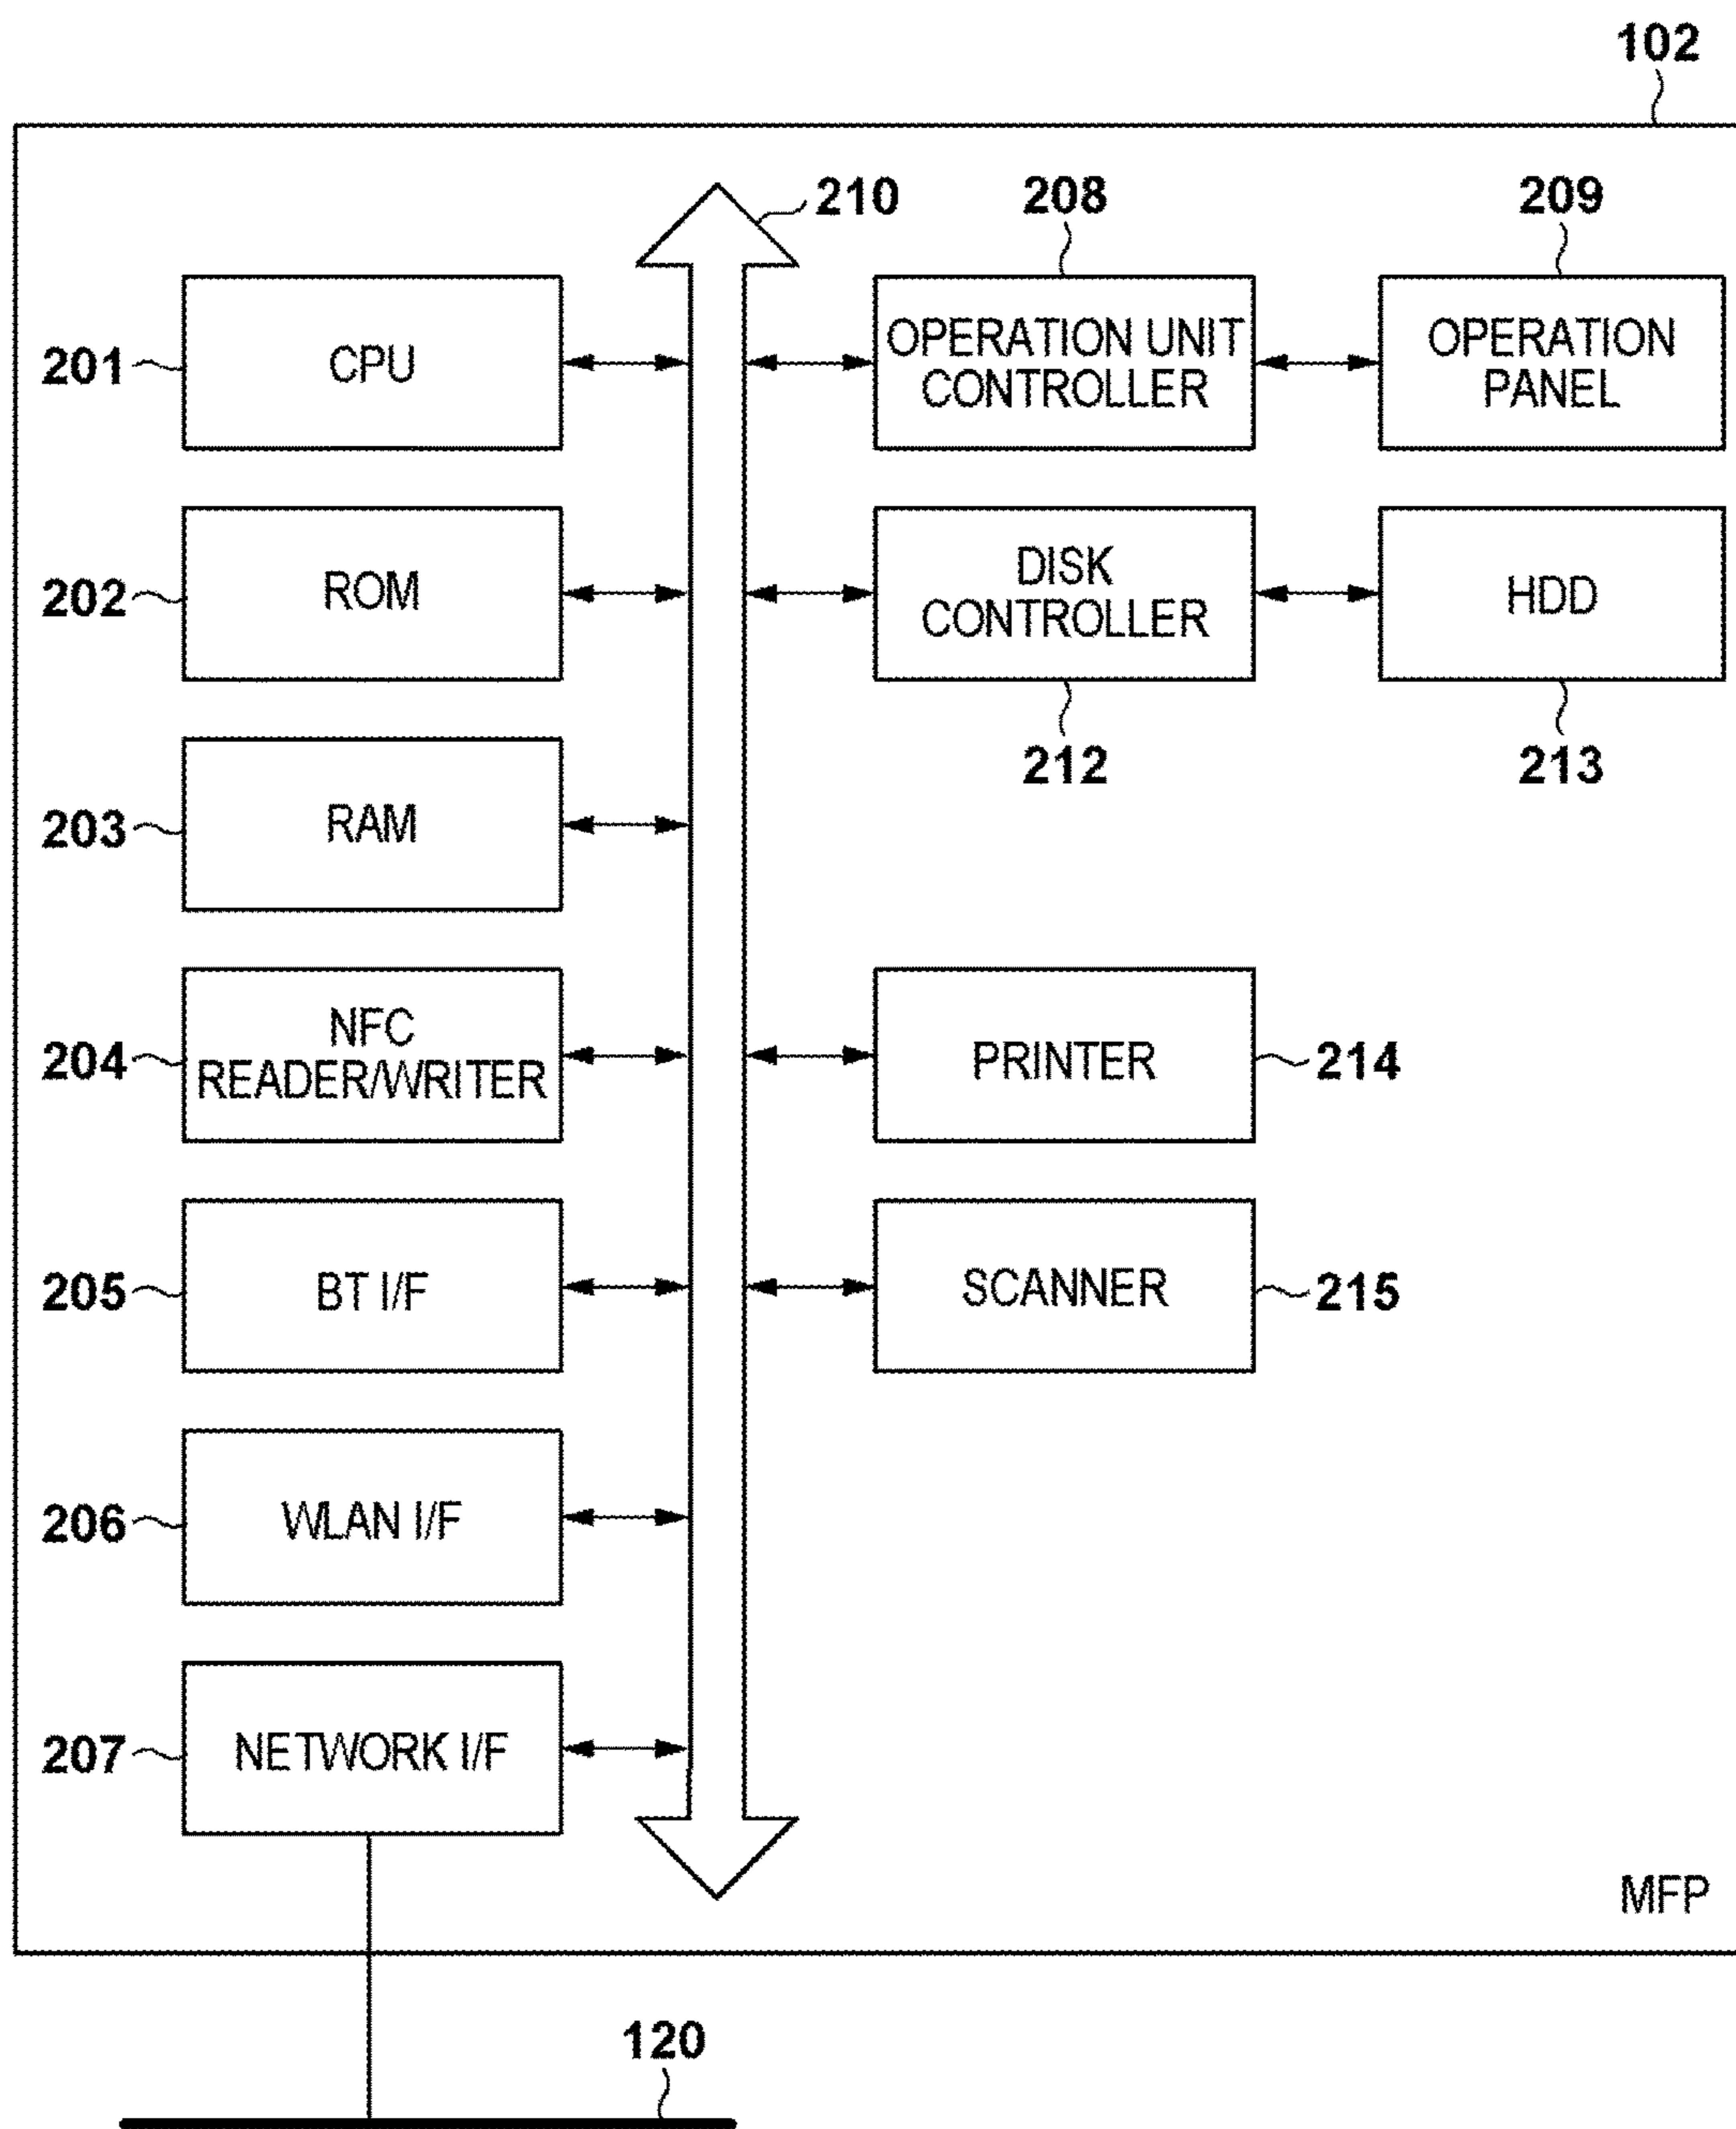 102
210
208
209
201
CPU
OPERATION UNIT
CONTROLLER
OPERATION
PANEL
202
ROM
DISK
CONTROLLER
HDD
212
213
203
RAM
204
NFC
READER/WRITER
PRINTER
214
205
BT I/F
SCANNER
215
206
WLAN I/F
207
NETWORK I/F
MFP
120